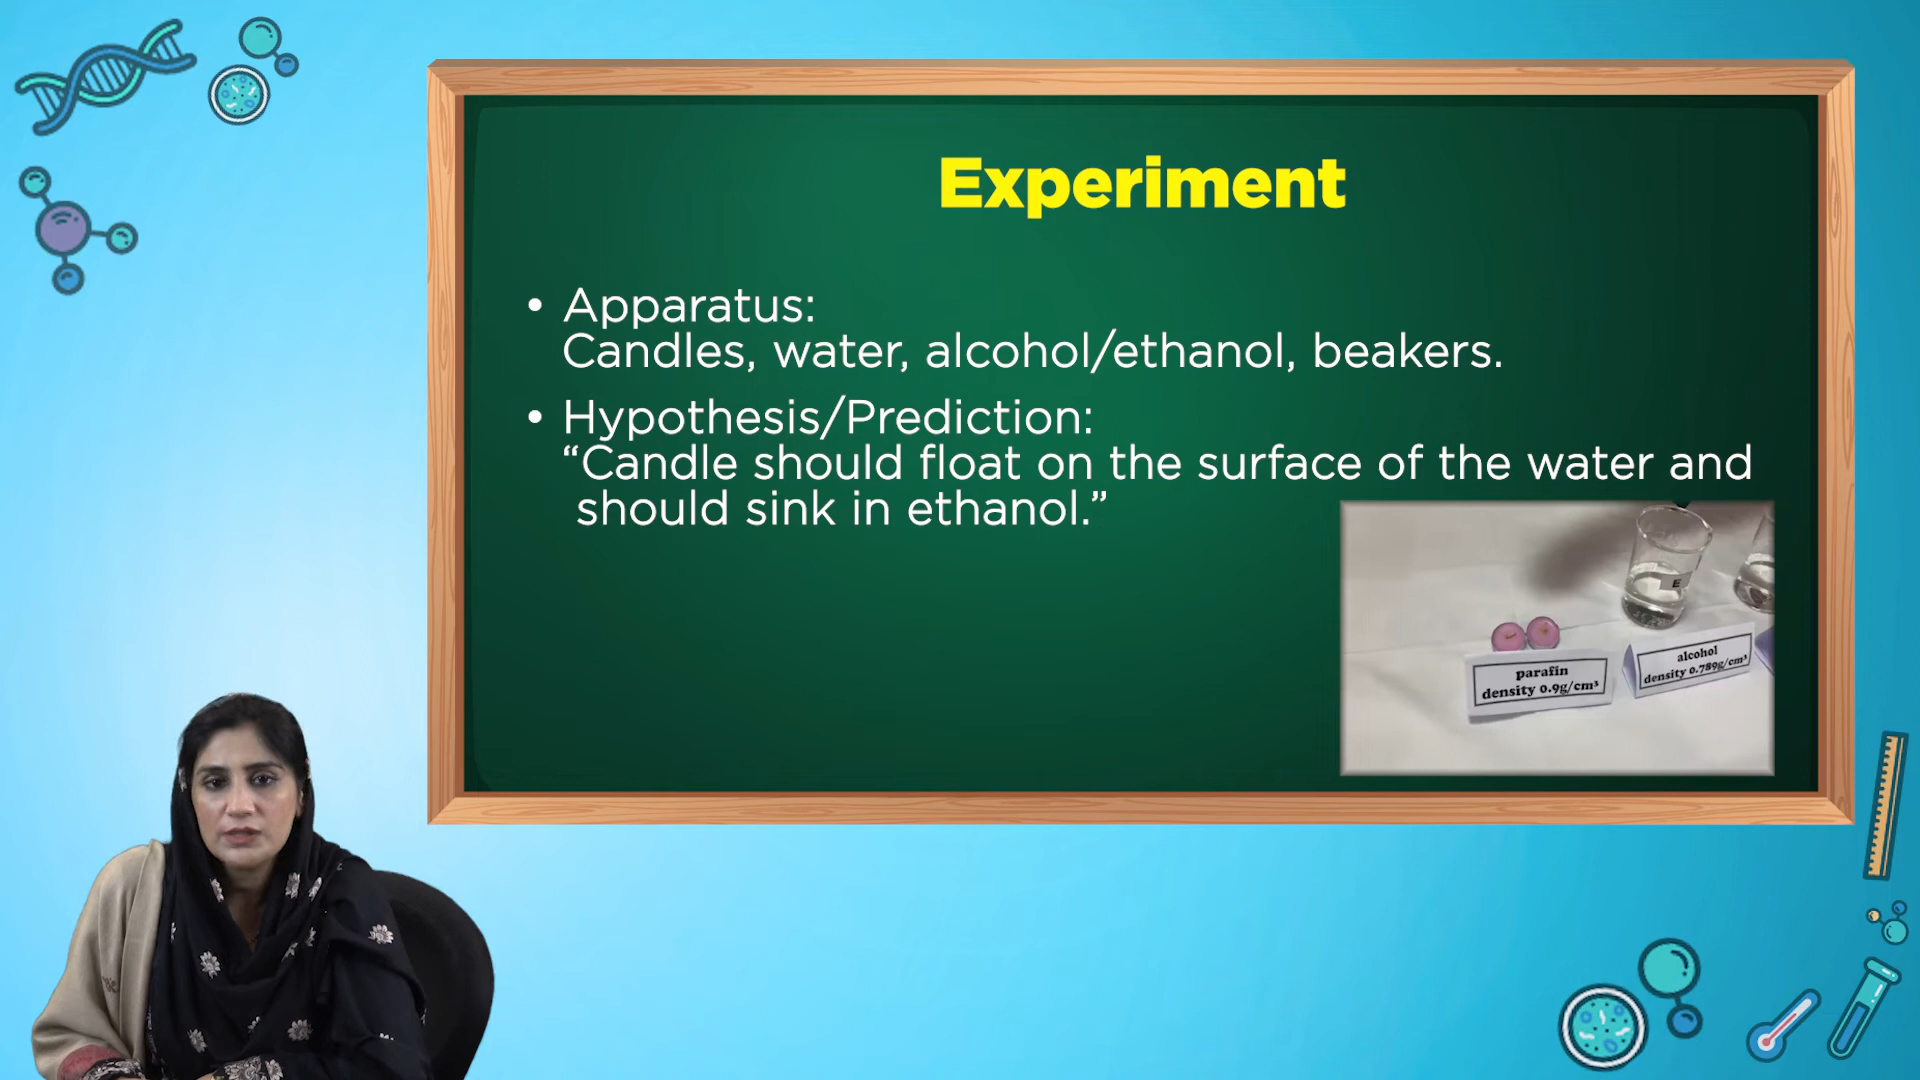 Experiment
• Apparatus:
Candles, water, alcohol/ethanol, beakers.
• Hypothesis/Prediction:
“Candle should float on the surface of the water and
should sink in ethanol.”
E
parafin
density 0.9g/cm³
alcohol
density 0.789g/cm³